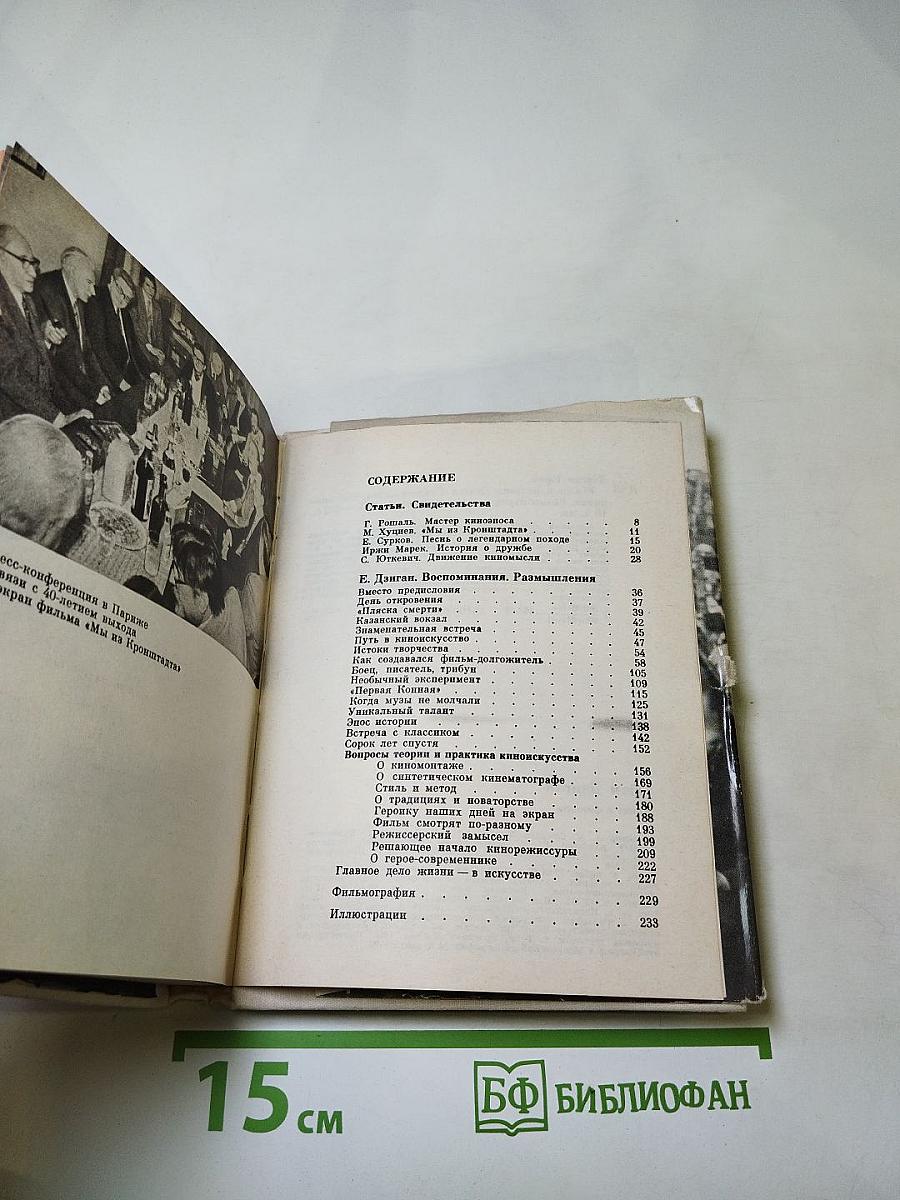 есс-конференция в Париже
вязи с 40-летием выхода
экран фильма «Мы из Кронштадта»
СОДЕРЖАНИЕ
Статьи. Свидетельства
Г. Рошаль. Мастер киноэпоса . . . . . . 8
М. Хуциев. «Мы из Кронштадта» . . . . . 11
Е. Сурков. Песнь о легендарном походе . . . . 15
Иржи Марек. История о дружбе . . . . . 20
С. Юткевич. Движение киномысли . . . . . 28
Е. Дзиган. Воспоминания. Размышления
Вместо предисловия . . . . . . . 36
День откровения . . . . . . . 37
«Пляска смерти» . . . . . . . 39
Казанский вокзал . . . . . . . 42
Знаменательная встреча . . . . . . 45
Путь в киноискусство . . . . . . 47
Истоки творчества . . . . . . . 54
Как создавался фильм-долгожитель . . . . 58
Боец, писатель, трибун . . . . . . 105
Необычный эксперимент . . . . . . 109
«Первая Конная» . . . . . . . 115
Когда музы не молчали . . . . . . 125
Уникальный талант . . . . . . . 131
Эпос истории . . . . . . . 138
Встреча с классиком . . . . . . . 142
Сорок лет спустя . . . . . . . 152
Вопросы теории и практика киноискусства
О киномонтаже . . . . . . . 156
О синтетическом кинематографе . . . . 169
Стиль и метод . . . . . . . 171
О традициях и новаторстве . . . . . 180
Героику наших дней на экран . . . . 188
Фильм смотрят по-разному . . . . . 193
Режиссерский замысел . . . . . . 199
Решающее начало кинорежиссуры . . . 209
О герое-современнике . . . . . . 222
Главное дело жизни — в искусстве . . . . 227
Фильмография . . . . . . . . . 229
Иллюстрации . . . . . . . . . 233
15 см
БФ БИБЛИОФАН